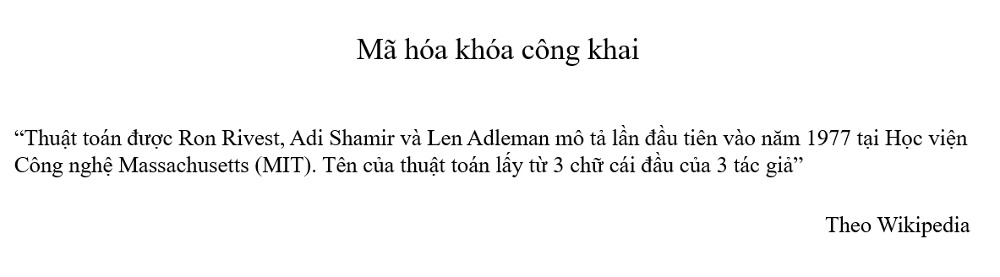 Mã hóa khóa công khai
“Thuật toán được Ron Rivest, Adi Shamir và Len Adleman mô tả lần đầu tiên vào năm 1977 tại Học viện
Công nghệ Massachusetts (MIT). Tên của thuật toán lấy từ 3 chữ cái đầu của 3 tác giả”
Theo Wikipedia